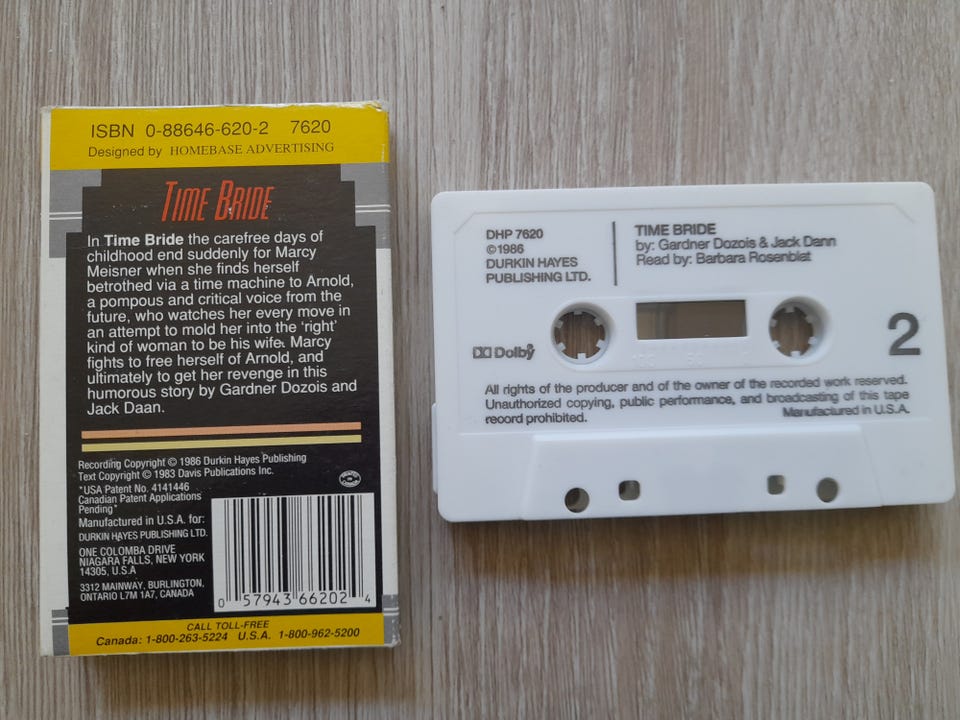 ISBN 0-88646-620-2 7620
Designed by HOMEBASE ADVERTISING
TIME BRIDE
In Time Bride the carefree days of
childhood end suddenly for Marcy
Meisner when she finds herself
betrothed via a time machine to Arnold,
a pompous and critical voice from the
future, who watches her every move in
an attempt to mold her into the 'right'
kind of woman to be his wife. Marcy
fights to free herself of Arnold, and
ultimately to get her revenge in this
humorous story by Gardner Dozois and
Jack Daan.
Recording Copyright © 1986 Durkin Hayes Publishing
Text Copyright © 1983 Davis Publications Inc.
*USA Patent No. 4141446
Canadian Patent Applications
Pending*
Manufactured in U.S.A. for:
DURKIN HAYES PUBLISHING LTD.
ONE COLOMBA DRIVE
NIAGARA FALLS, NEW YORK
14305, U.S.A
3312 MAINWAY, BURLINGTON,
ONTARIO L7M 1A7, CANADA
0 57943 66202 4
CALL TOLL-FREE
Canada: 1-800-263-5224 U.S.A. 1-800-962-5200
DHP 7620
©1986
DURKIN HAYES
PUBLISHING LTD.
TIME BRIDE
by: Gardner Dozois & Jack Dann
Read by: Barbara Rosenblat
Dolby
2
All rights of the producer and of the owner of the recorded work reserved.
Unauthorized copying, public performance, and broadcasting of this tape
record prohibited.
Manufactured in U.S.A.